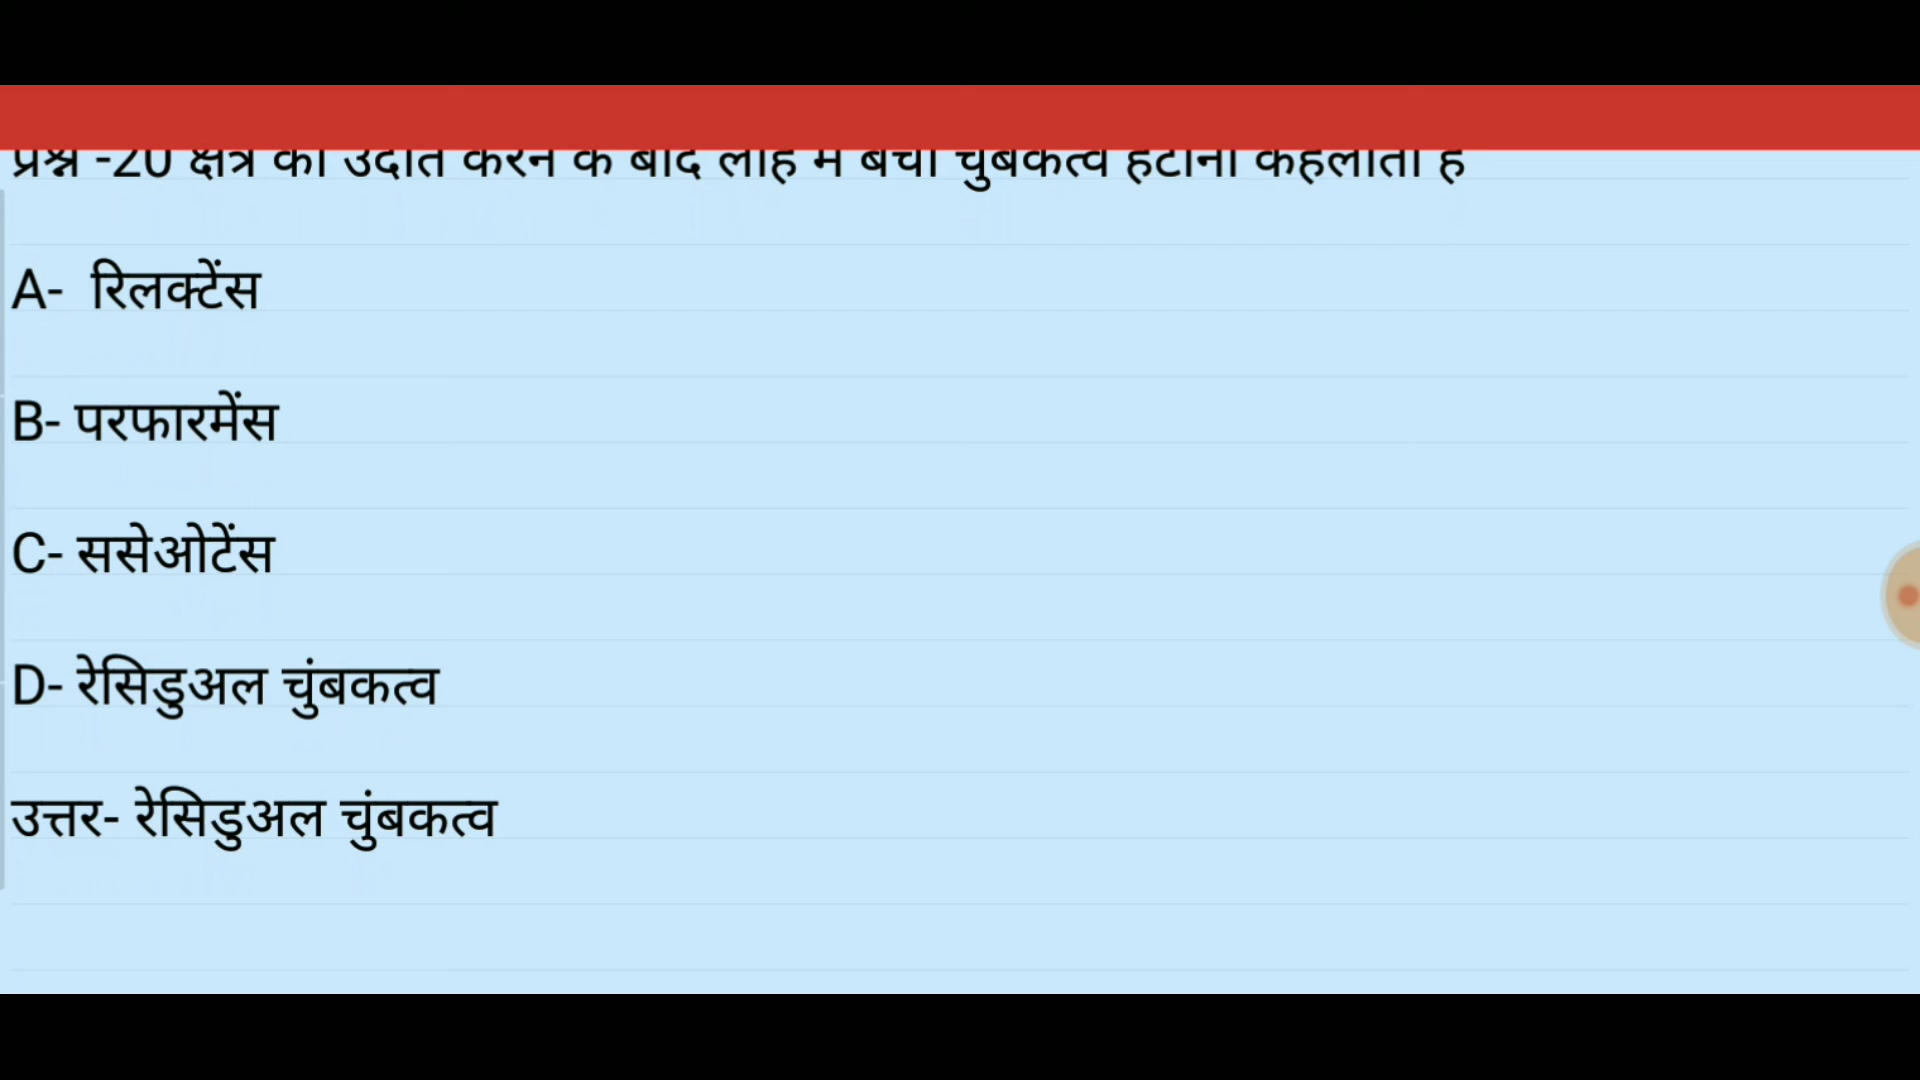 प्रश्न -20 क्षेत्र को उदात करने के बाद लोहे में बचा चुंबकत्व हटाना कहलाता है
A- रिलक्टेंस
B- परफारमेंस
C- ससेओटेंस
D- रेसिडुअल चुंबकत्व
उत्तर- रेसिडुअल चुंबकत्व